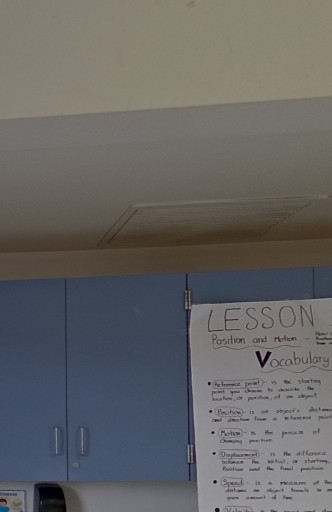 LESSON
Position and Motion -
Vocabulary
• Reference point - is the starting
point you choose to describe the
location, or position, of an object
• Position - is an object's distance
and direction from a reference point
• Motion - is the process of
changing position.
• Displacement - is the difference
between the initial, or starting,
Position and the final position.
• Speed - is a measure of the
distance an object travels in
given amount of time.